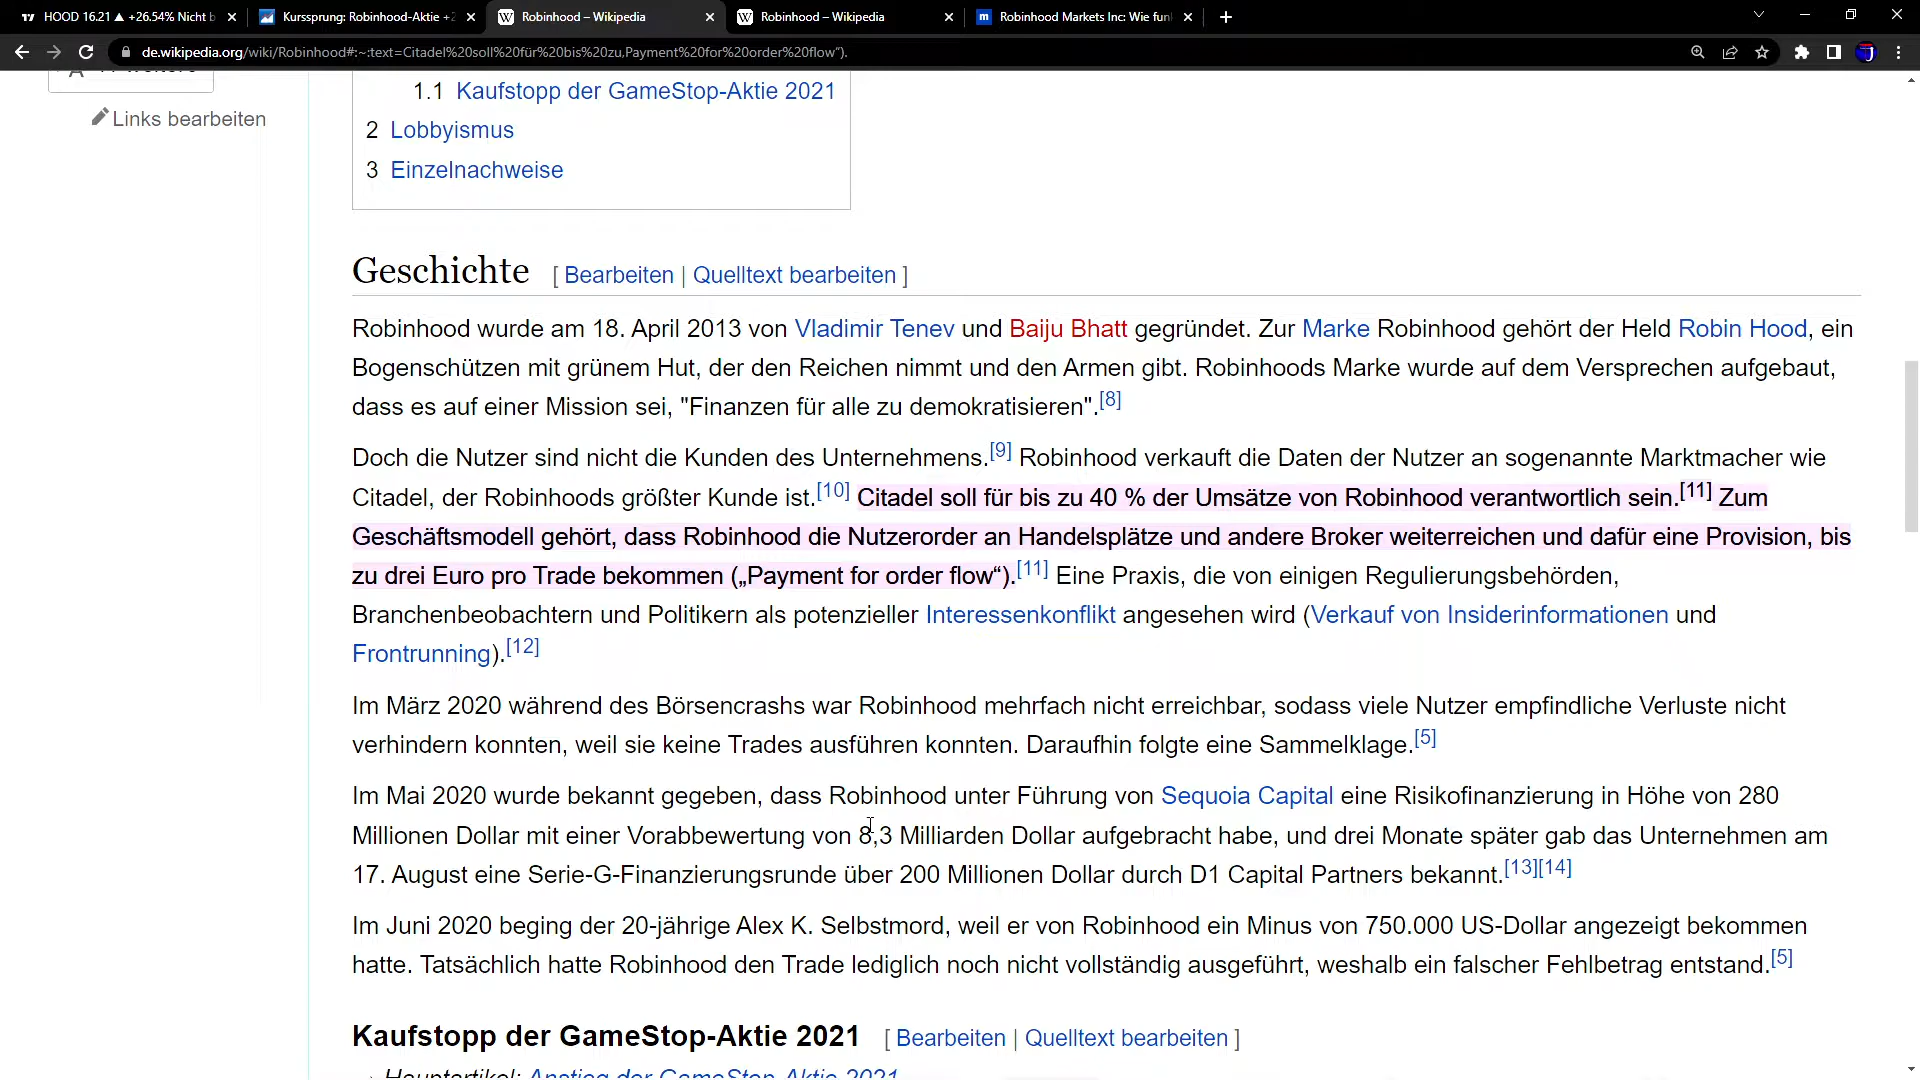 HOOD 16.21 ▲ +26.54% Nicht b
Kurssprung: Robinhood-Aktie +2
Robinhood – Wikipedia
Robinhood – Wikipedia
Robinhood Markets Inc: Wie fun
de.wikipedia.org/wiki/Robinhood#:~:text=Citadel%20soll%20für%20bis%20zu,Payment%20for%20order%20flow“).
Links bearbeiten
1.1 Kaufstopp der GameStop-Aktie 2021
2 Lobbyismus
3 Einzelnachweise
Geschichte [ Bearbeiten | Quelltext bearbeiten ]
Robinhood wurde am 18. April 2013 von Vladimir Tenev und Baiju Bhatt gegründet. Zur Marke Robinhood gehört der Held Robin Hood, ein
Bogenschützen mit grünem Hut, der den Reichen nimmt und den Armen gibt. Robinhoods Marke wurde auf dem Versprechen aufgebaut,
dass es auf einer Mission sei, "Finanzen für alle zu demokratisieren".[8]
Doch die Nutzer sind nicht die Kunden des Unternehmens.[9] Robinhood verkauft die Daten der Nutzer an sogenannte Marktmacher wie
Citadel, der Robinhoods größter Kunde ist.[10] Citadel soll für bis zu 40 % der Umsätze von Robinhood verantwortlich sein.[11] Zum
Geschäftsmodell gehört, dass Robinhood die Nutzerorder an Handelsplätze und andere Broker weiterreichen und dafür eine Provision, bis
zu drei Euro pro Trade bekommen („Payment for order flow“).[11] Eine Praxis, die von einigen Regulierungsbehörden,
Branchenbeobachtern und Politikern als potenzieller Interessenkonflikt angesehen wird (Verkauf von Insiderinformationen und
Frontrunning).[12]
Im März 2020 während des Börsencrashs war Robinhood mehrfach nicht erreichbar, sodass viele Nutzer empfindliche Verluste nicht
verhindern konnten, weil sie keine Trades ausführen konnten. Daraufhin folgte eine Sammelklage.[5]
Im Mai 2020 wurde bekannt gegeben, dass Robinhood unter Führung von Sequoia Capital eine Risikofinanzierung in Höhe von 280
Millionen Dollar mit einer Vorabbewertung von 8,3 Milliarden Dollar aufgebracht habe, und drei Monate später gab das Unternehmen am
17. August eine Serie-G-Finanzierungsrunde über 200 Millionen Dollar durch D1 Capital Partners bekannt.[13][14]
Im Juni 2020 beging der 20-jährige Alex K. Selbstmord, weil er von Robinhood ein Minus von 750.000 US-Dollar angezeigt bekommen
hatte. Tatsächlich hatte Robinhood den Trade lediglich noch nicht vollständig ausgeführt, weshalb ein falscher Fehlbetrag entstand.[5]
Kaufstopp der GameStop-Aktie 2021 [ Bearbeiten | Quelltext bearbeiten ]
Hauptartikel: Anstieg der GameStop-Aktie 2021